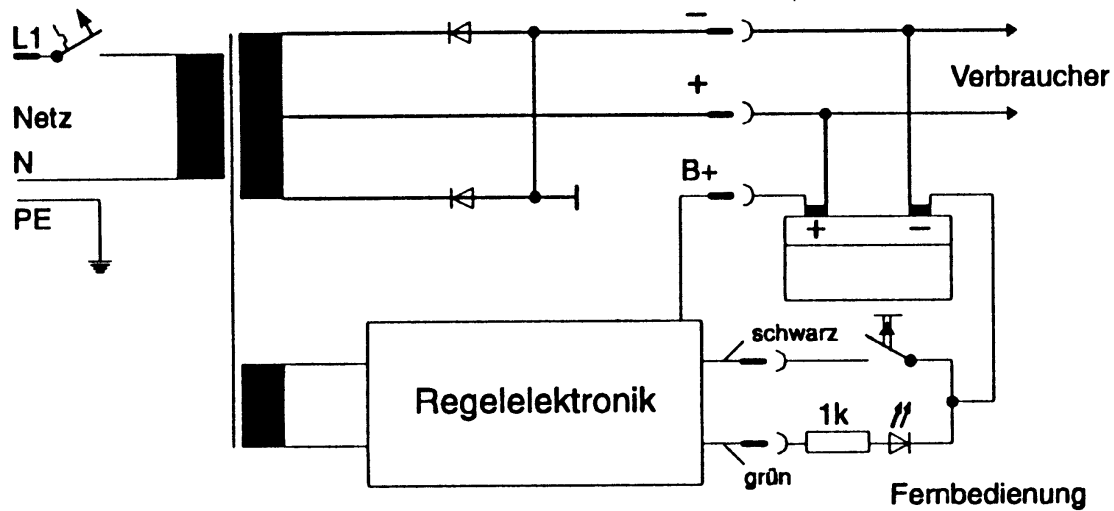 L1
Netz
N
PE
−
+
B+
Verbraucher
+ −
schwarz
Regelelektronik
1k
grün
Fernbedienung